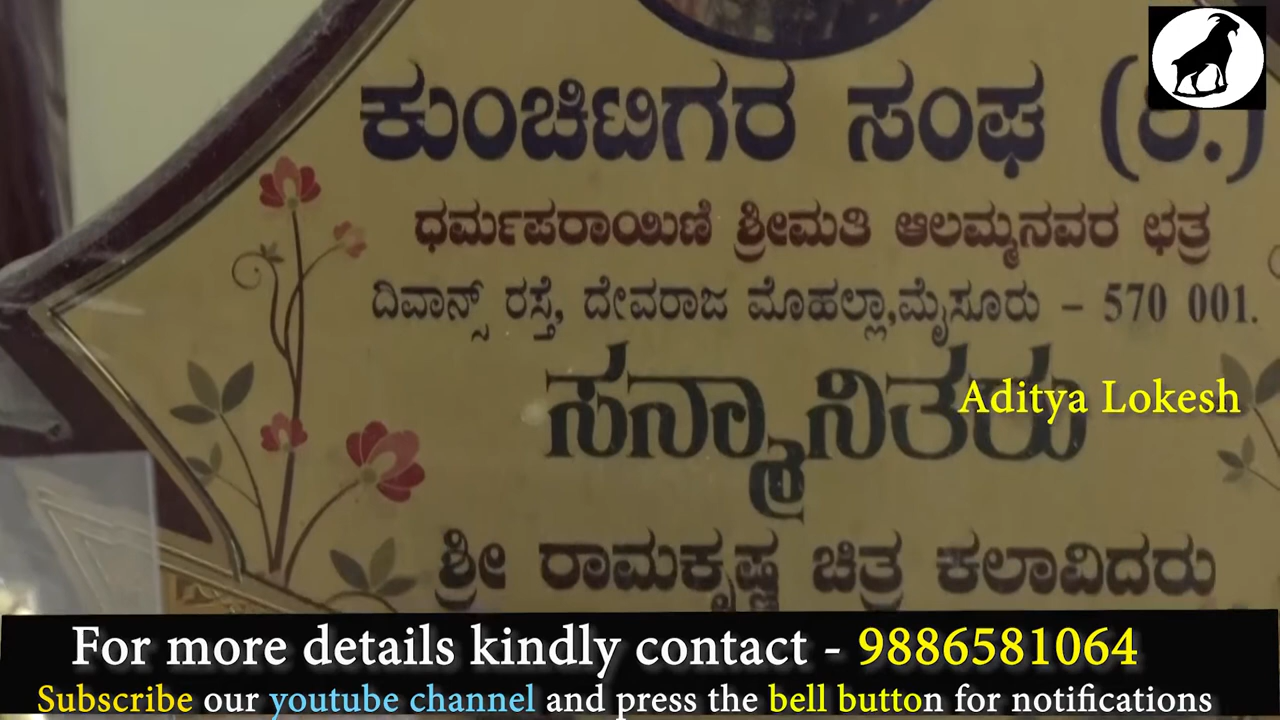 ಕುಂಚಿಟಿಗರ ಸಂಘ (ರಿ.)
ಧರ್ಮಪರಾಯಿಣಿ ಶ್ರೀಮತಿ ಆಲಮ್ಮನವರ ಛತ್ರ
ದಿವಾನ್ಸ್ ರಸ್ತೆ, ದೇವರಾಜ ಮೊಹಲ್ಲಾ,ಮೈಸೂರು – 570 001.
ಸನ್ಮಾನಿತರು
Aditya Lokesh
ಶ್ರೀ ರಾಮಕೃಷ್ಣ ಚಿತ್ರ ಕಲಾವಿದರು
For more details kindly contact - 9886581064
Subscribe our youtube channel and press the bell button for notifications